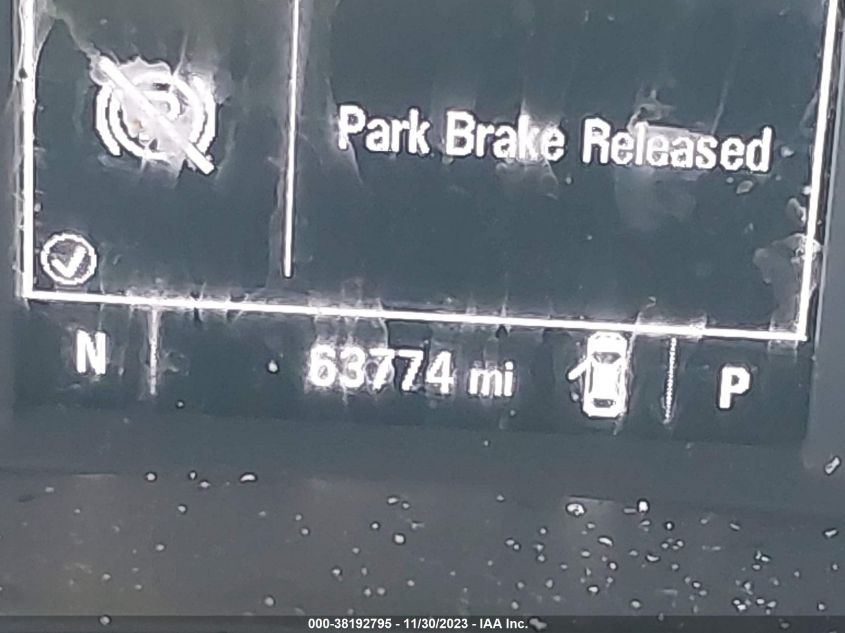 Park Brake Released
N 63774 mi P
000-38192795 - 11/30/2023 - IAA Inc.